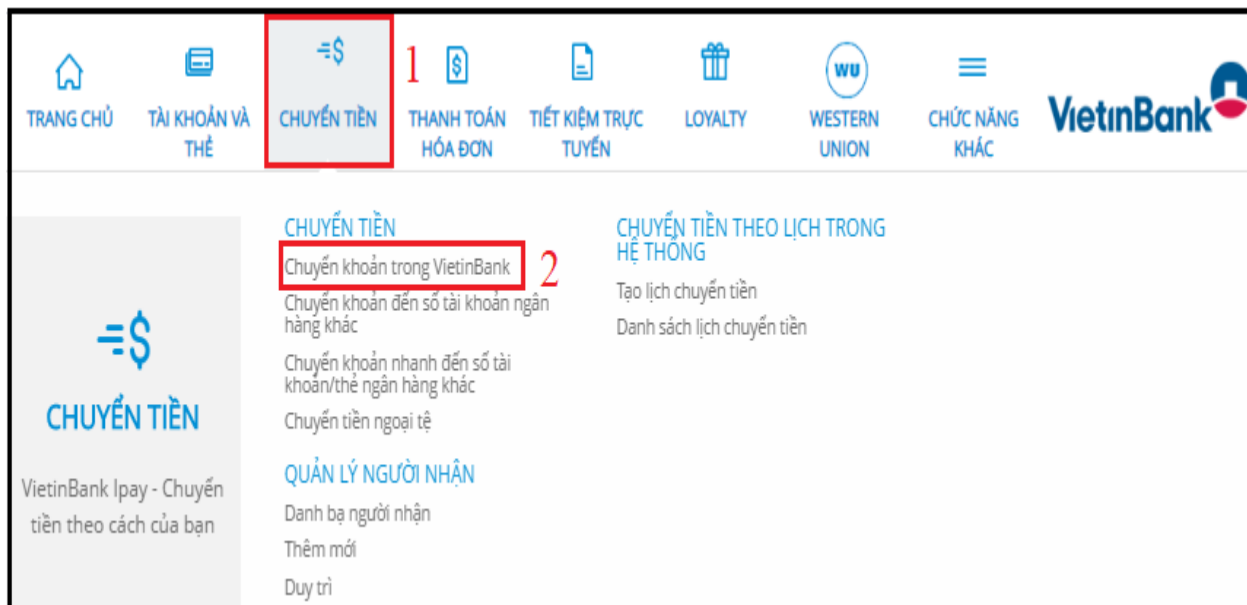 TRANG CHỦ
TÀI KHOẢN VÀ
THẺ
CHUYỂN TIỀN
1
THANH TOÁN
HÓA ĐƠN
TIẾT KIỆM TRỰC
TUYẾN
LOYALTY
WU
WESTERN
UNION
CHỨC NĂNG
KHÁC
VietinBank
CHUYỂN TIỀN
VietinBank Ipay - Chuyển
tiền theo cách của bạn
CHUYỂN TIỀN
Chuyển khoản trong VietinBank
2
Chuyển khoản đến số tài khoản ngân
hàng khác
Chuyển khoản nhanh đến số tài
khoản/thẻ ngân hàng khác
Chuyển tiền ngoại tệ
QUẢN LÝ NGƯỜI NHẬN
Danh bạ người nhận
Thêm mới
Duy trì
CHUYỂN TIỀN THEO LỊCH TRONG
HỆ THỐNG
Tạo lịch chuyển tiền
Danh sách lịch chuyển tiền